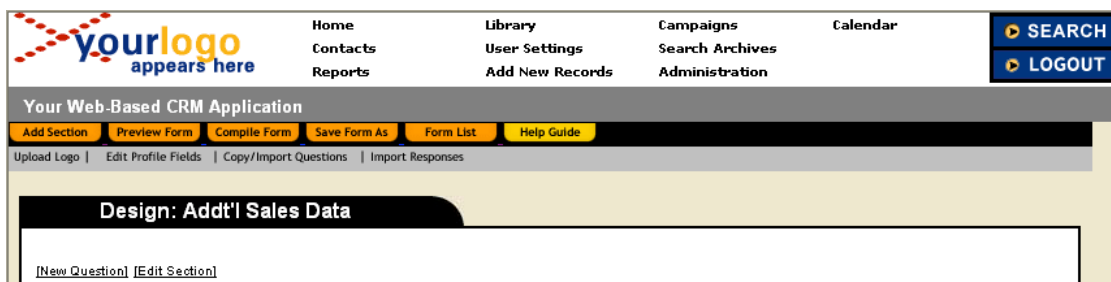 yourlogo
appears here
Home Library Campaigns Calendar
Contacts User Settings Search Archives
Reports Add New Records Administration
SEARCH
LOGOUT
Your Web-Based CRM Application
Add Section Preview Form Compile Form Save Form As Form List Help Guide
Upload Logo | Edit Profile Fields | Copy/Import Questions | Import Responses
Design: Addt'l Sales Data
[New Question] [Edit Section]